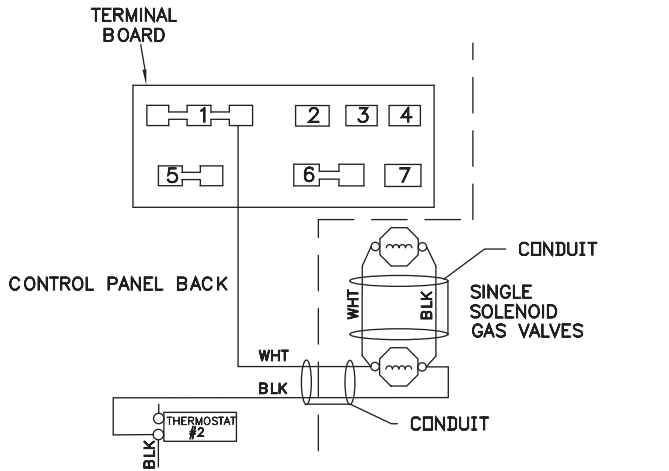 TERMINAL
BOARD
1
2
3
4
5
6
7
CONDUIT
CONTROL PANEL BACK
WHT
BLK
SINGLE
SOLENOID
GAS VALVES
WHT
BLK
CONDUIT
THERMOSTAT
#2
BLK